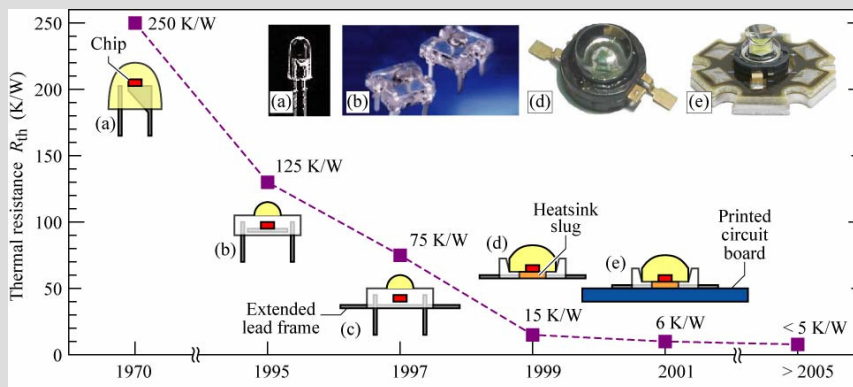 Thermal resistance Rth (K/W)
250
200
150
100
50
0
250 K/W
Chip
(a)
(a)
(b)
(d)
(e)
125 K/W
(b)
75 K/W
Extended
lead frame
(c)
Heatsink
slug
(d)
(e)
Printed
circuit
board
15 K/W
6 K/W
< 5 K/W
1970
1995
1997
1999
2001
> 2005